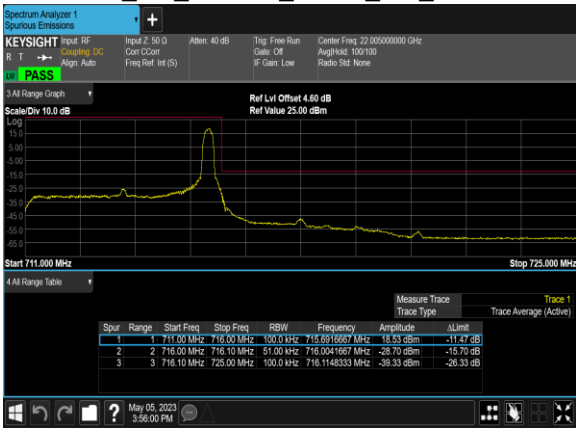 Spectrum Analyzer 1
Spurious Emissions
KEYSIGHT Input: RF Input Z: 50 Ω Atten: 40 dB Trig: Free Run Center Freq: 22.005000000 GHz
R T Coupling: DC Corr CCorr Gate: Off Avg|Hold: 100/100
Align: Auto Freq Ref: Int (S) IF Gain: Low Radio Std: None
PASS
3 All Range Graph
Ref Lvl Offset 4.60 dB
Scale/Div 10.0 dB Ref Value 25.00 dBm
Log
15.0
5.00
-5.00
-15.0
-25.0
-35.0
-45.0
-55.0
-65.0
Start 711.000 MHz Stop 725.000 MHz
4 All Range Table
Measure Trace Trace 1
Trace Type Trace Average (Active)
Spur Range Start Freq Stop Freq RBW Frequency Amplitude ΔLimit
1 1 711.00 MHz 716.00 MHz 100.0 kHz 715.6916667 MHz 18.53 dBm -11.47 dB
2 2 716.00 MHz 716.10 MHz 51.00 kHz 716.0041667 MHz -28.70 dBm -15.70 dB
3 3 716.10 MHz 725.00 MHz 100.0 kHz 716.1148333 MHz -39.33 dBm -26.33 dB
May 05, 2023
3:56:00 PM